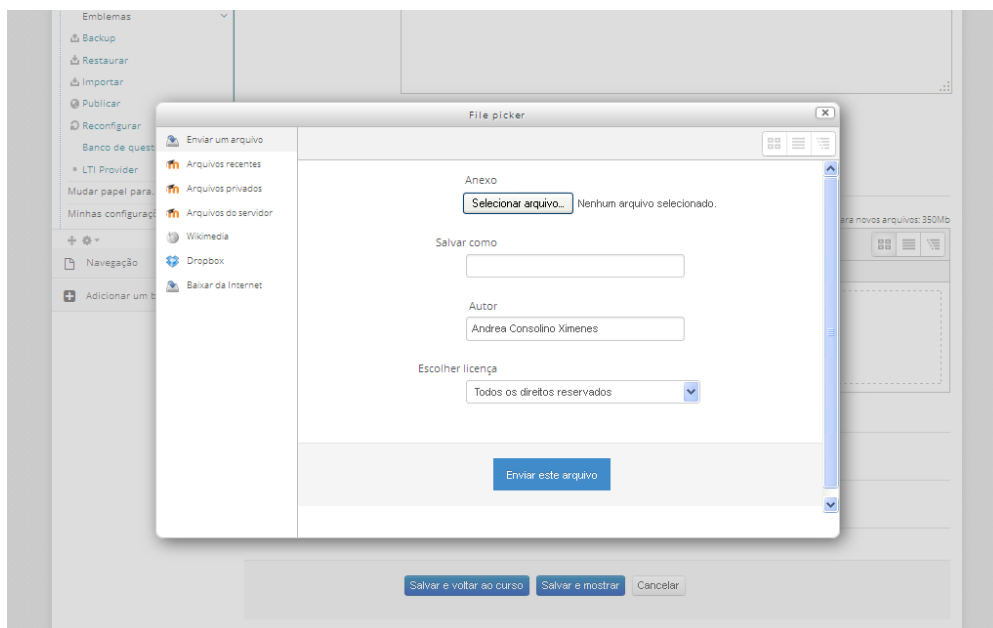 Emblemas
Backup
Restaurar
Importar
Publicar
Reconfigurar
Banco de quest
LTI Provider
Mudar papel para.
Minhas configuraç
Navegação
Adicionar um b
File picker
Enviar um arquivo
Arquivos recentes
Arquivos privados
Arquivos do servidor
Wikimedia
Dropbox
Baixar da Internet
Anexo
Selecionar arquivo... Nenhum arquivo selecionado.
Salvar como
Autor
Andrea Consolino Ximenes
Escolher licença
Todos os direitos reservados
Enviar este arquivo
ara novos arquivos: 350Mb
Salvar e voltar ao curso Salvar e mostrar Cancelar